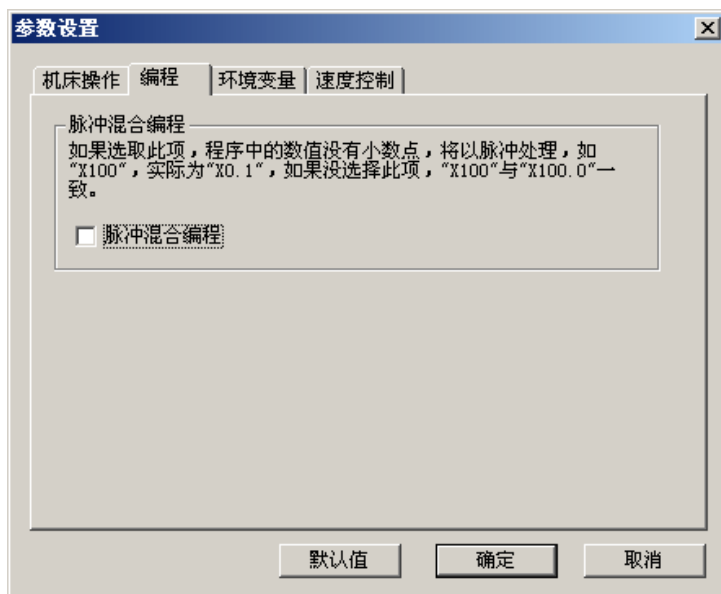 参数设置
机床操作 编程 环境变量 速度控制
脉冲混合编程
如果选取此项，程序中的数值没有小数点，将以脉冲处理，如
"X100"，实际为"X0.1"，如果没选择此项，"X100"与"X100.0"一
致。
脉冲混合编程
默认值 确定 取消